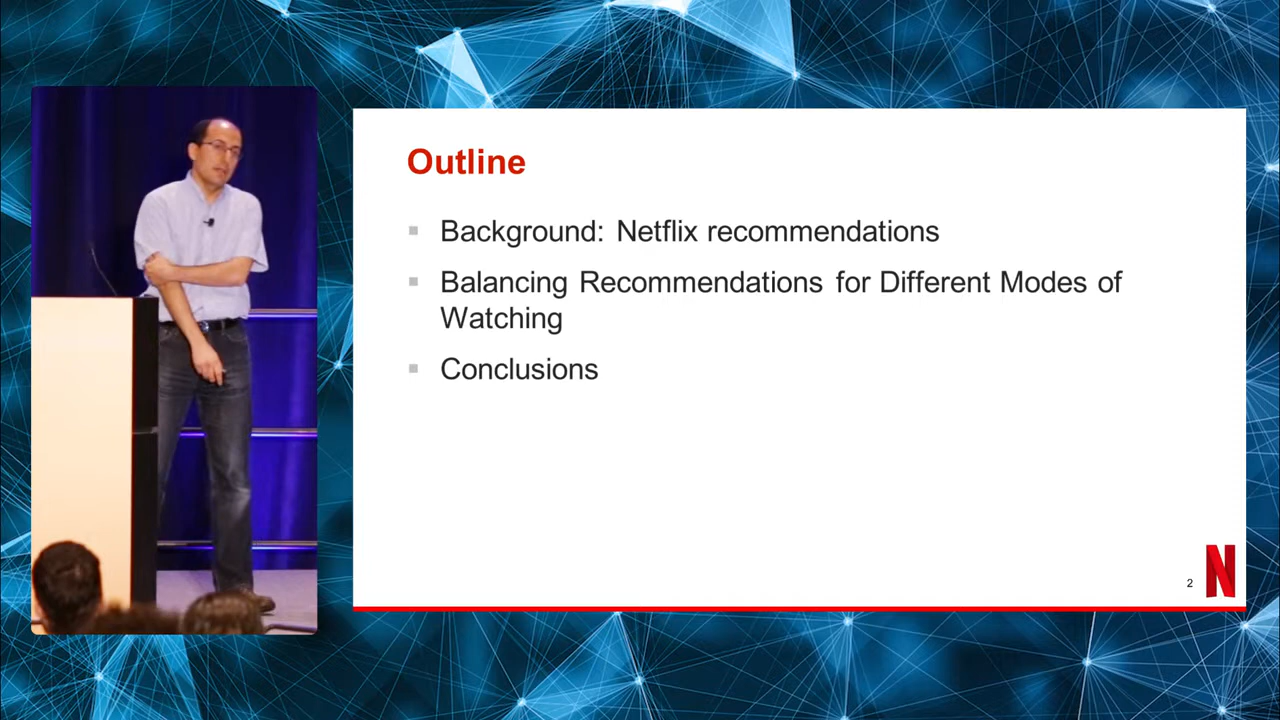 Outline
Background: Netflix recommendations
Balancing Recommendations for Different Modes of
Watching
Conclusions
2
N